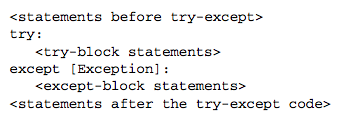 <statements before try-except>
try:
   <try-block statements>
except [Exception]:
   <except-block statements>
<statements after the try-except code>